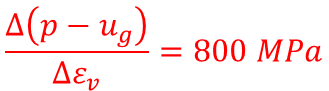 Δ(p − u_g) / Δε_v = 800 MPa